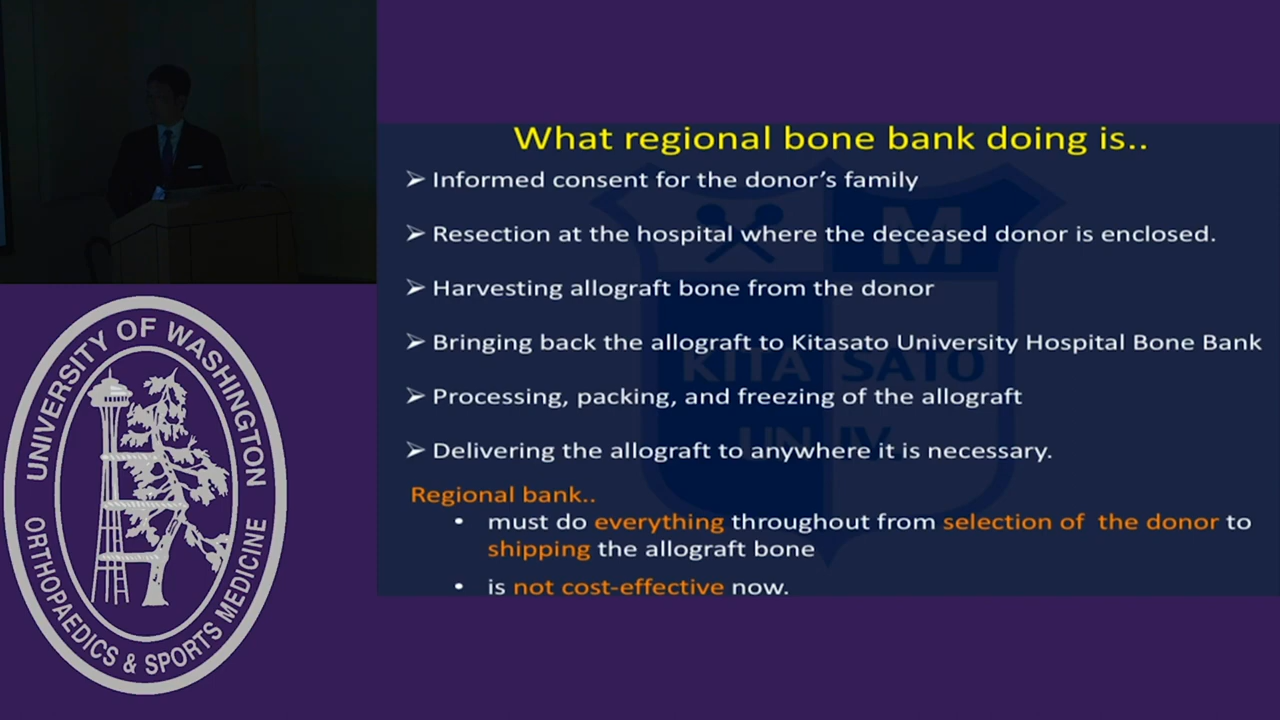 What regional bone bank doing is..
➢ Informed consent for the donor's family
➢ Resection at the hospital where the deceased donor is enclosed.
➢ Harvesting allograft bone from the donor
➢ Bringing back the allograft to Kitasato University Hospital Bone Bank
➢ Processing, packing, and freezing of the allograft
➢ Delivering the allograft to anywhere it is necessary.
Regional bank..
• must do everything throughout from selection of the donor to
shipping the allograft bone
• is not cost-effective now.
M
KITA SATO
UNIV.
UNIVERSITY OF WASHINGTON
ORTHOPAEDICS & SPORTS MEDICINE